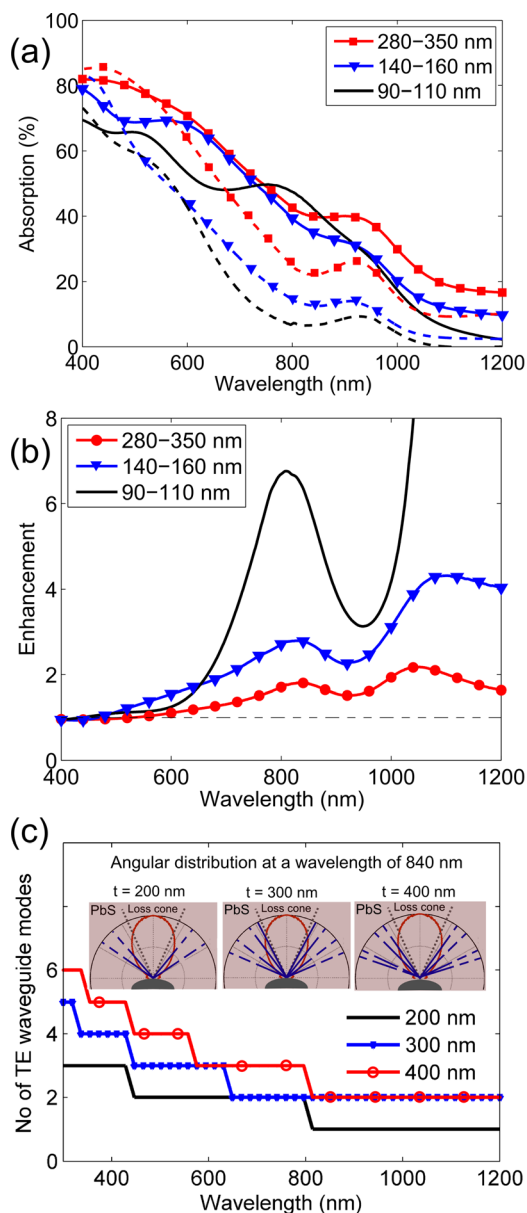 (a)
100
80
60
40
20
0
Absorption (%)
280−350 nm
140−160 nm
90−110 nm
400 600 800 1000 1200
Wavelength (nm)
(b)
8
6
4
2
0
Enhancement
280−350 nm
140−160 nm
90−110 nm
400 600 800 1000 1200
Wavelength (nm)
(c)
Angular distribution at a wavelength of 840 nm
t = 200 nm t = 300 nm t = 400 nm
PbS Loss cone PbS Loss cone PbS Loss cone
6
4
2
0
No of TE waveguide modes
200 nm
300 nm
400 nm
400 600 800 1000 1200
Wavelength (nm)